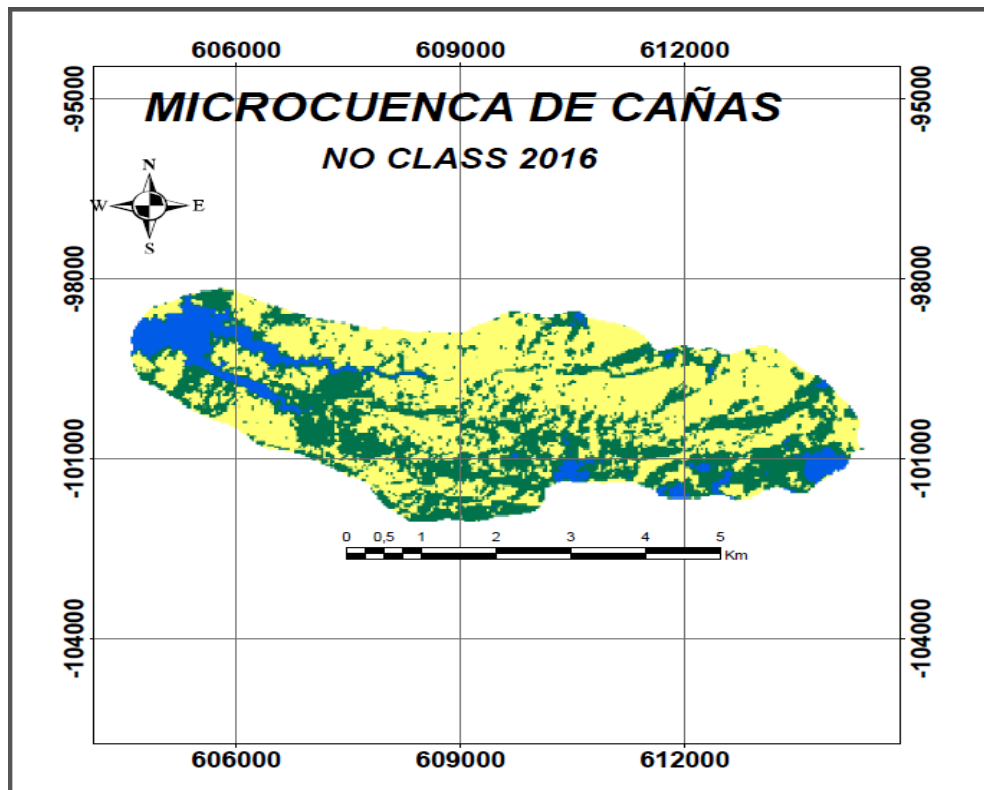 606000 609000 612000
-95000 -95000
MICROCUENCA DE CAÑAS
NO CLASS 2016
N
W E
S
-98000 -98000
-101000 -101000
0 0,5 1 2 3 4 5
Km
-104000 -104000
606000 609000 612000